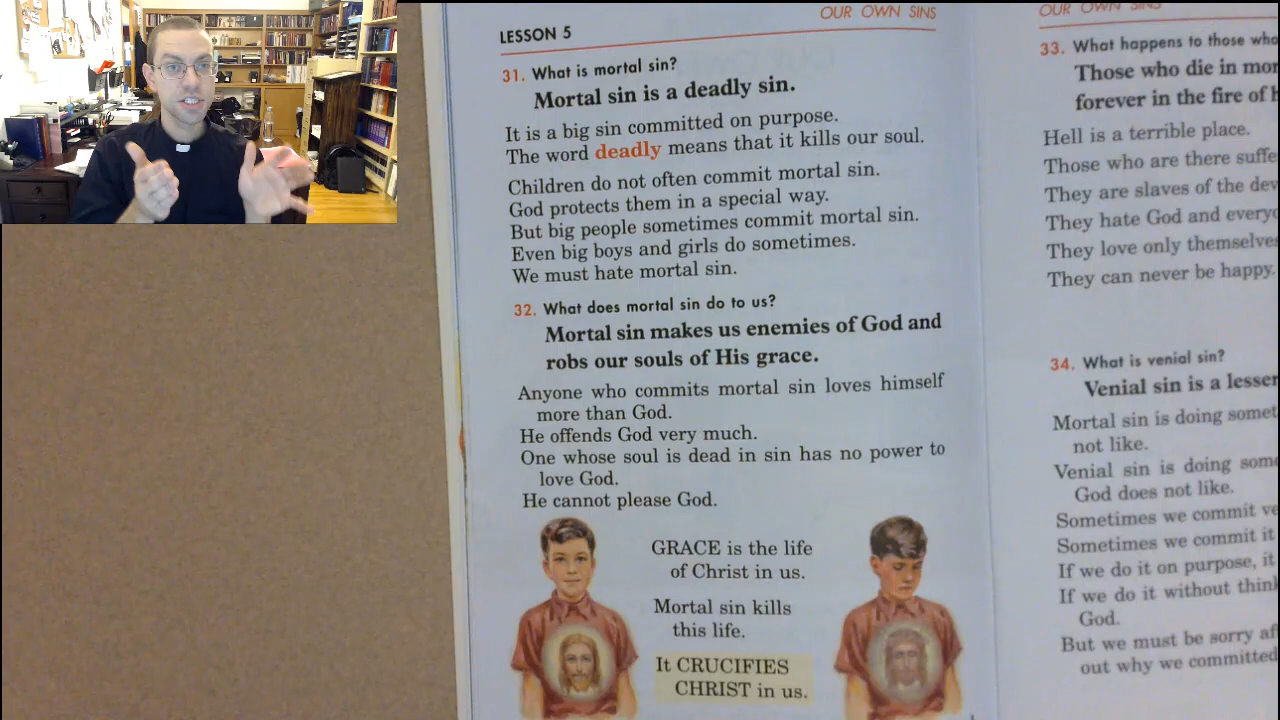 LESSON 5
OUR OWN SINS
31. What is mortal sin?
Mortal sin is a deadly sin.
It is a big sin committed on purpose.
The word deadly means that it kills our soul.
Children do not often commit mortal sin.
God protects them in a special way.
But big people sometimes commit mortal sin.
Even big boys and girls do sometimes.
We must hate mortal sin.
32. What does mortal sin do to us?
Mortal sin makes us enemies of God and
robs our souls of His grace.
Anyone who commits mortal sin loves himself
more than God.
He offends God very much.
One whose soul is dead in sin has no power to
love God.
He cannot please God.
GRACE is the life
of Christ in us.
Mortal sin kills
this life.
It CRUCIFIES
CHRIST in us.
OUR OWN SINS
33. What happens to those who
Those who die in
forever in the fire of
Hell is a terrible place.
Those who are there
They are slaves of the
They hate God and
They love only
They can never be happy.
34. What is venial sin?
Venial sin is a lesser
Mortal sin is doing
not like.
Venial sin is doing
God does not like.
Sometimes we commit
Sometimes we commit it
If we do it on purpose, it
If we do it without
God.
But we must be sorry
out why we committed